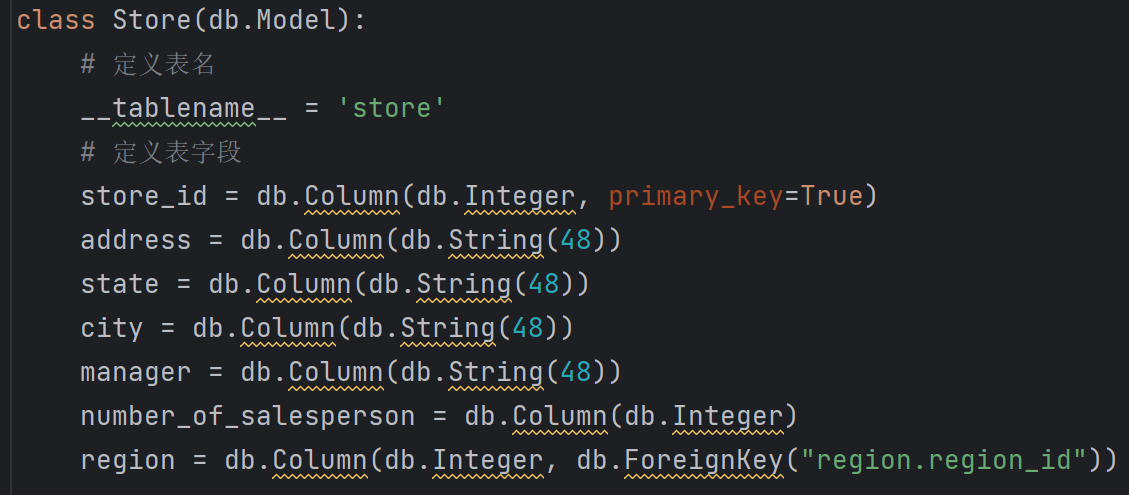 class Store(db.Model):
# 定义表名
__tablename__ = 'store'
# 定义表字段
store_id = db.Column(db.Integer, primary_key=True)
address = db.Column(db.String(48))
state = db.Column(db.String(48))
city = db.Column(db.String(48))
manager = db.Column(db.String(48))
number_of_salesperson = db.Column(db.Integer)
region = db.Column(db.Integer, db.ForeignKey("region.region_id"))